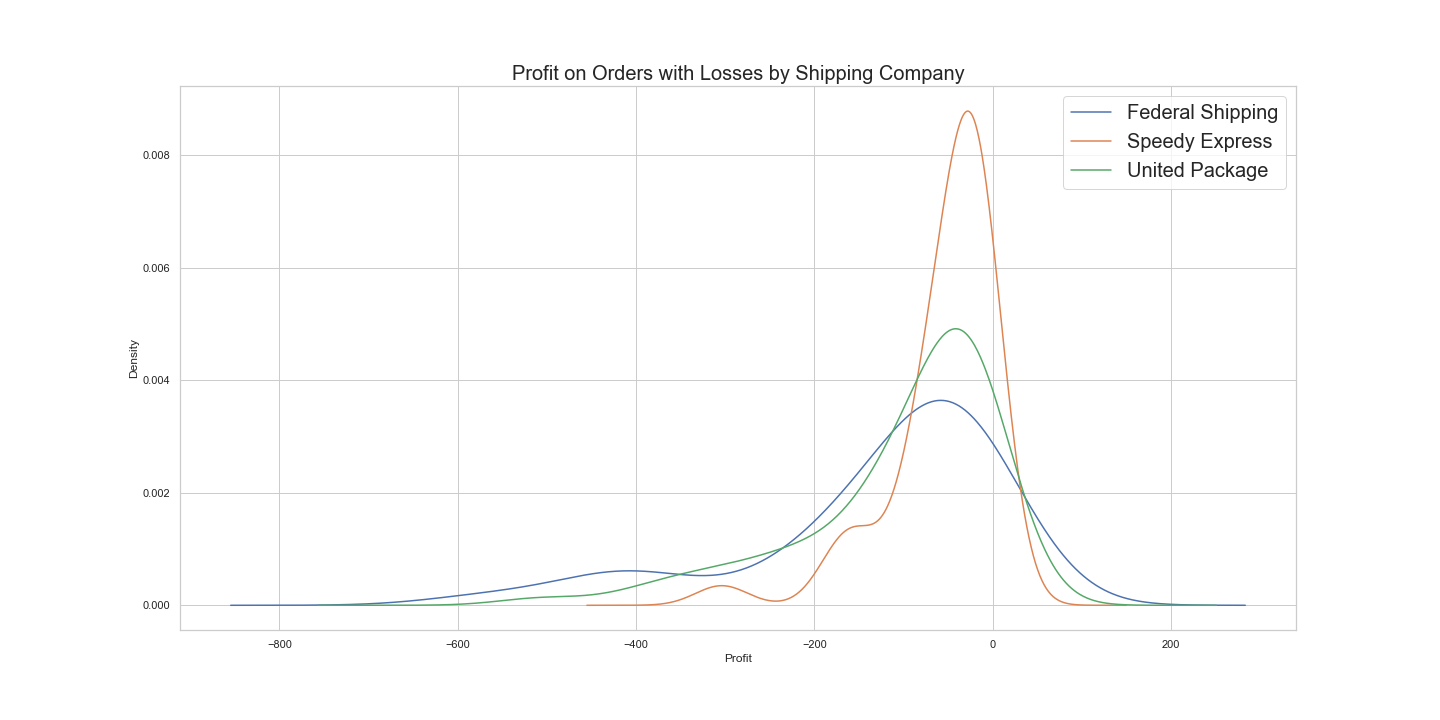 Profit on Orders with Losses by Shipping Company
Federal Shipping
Speedy Express
United Package
0.008
0.006
0.004
0.002
0.000
Density
−800
−600
−400
−200
0
200
Profit